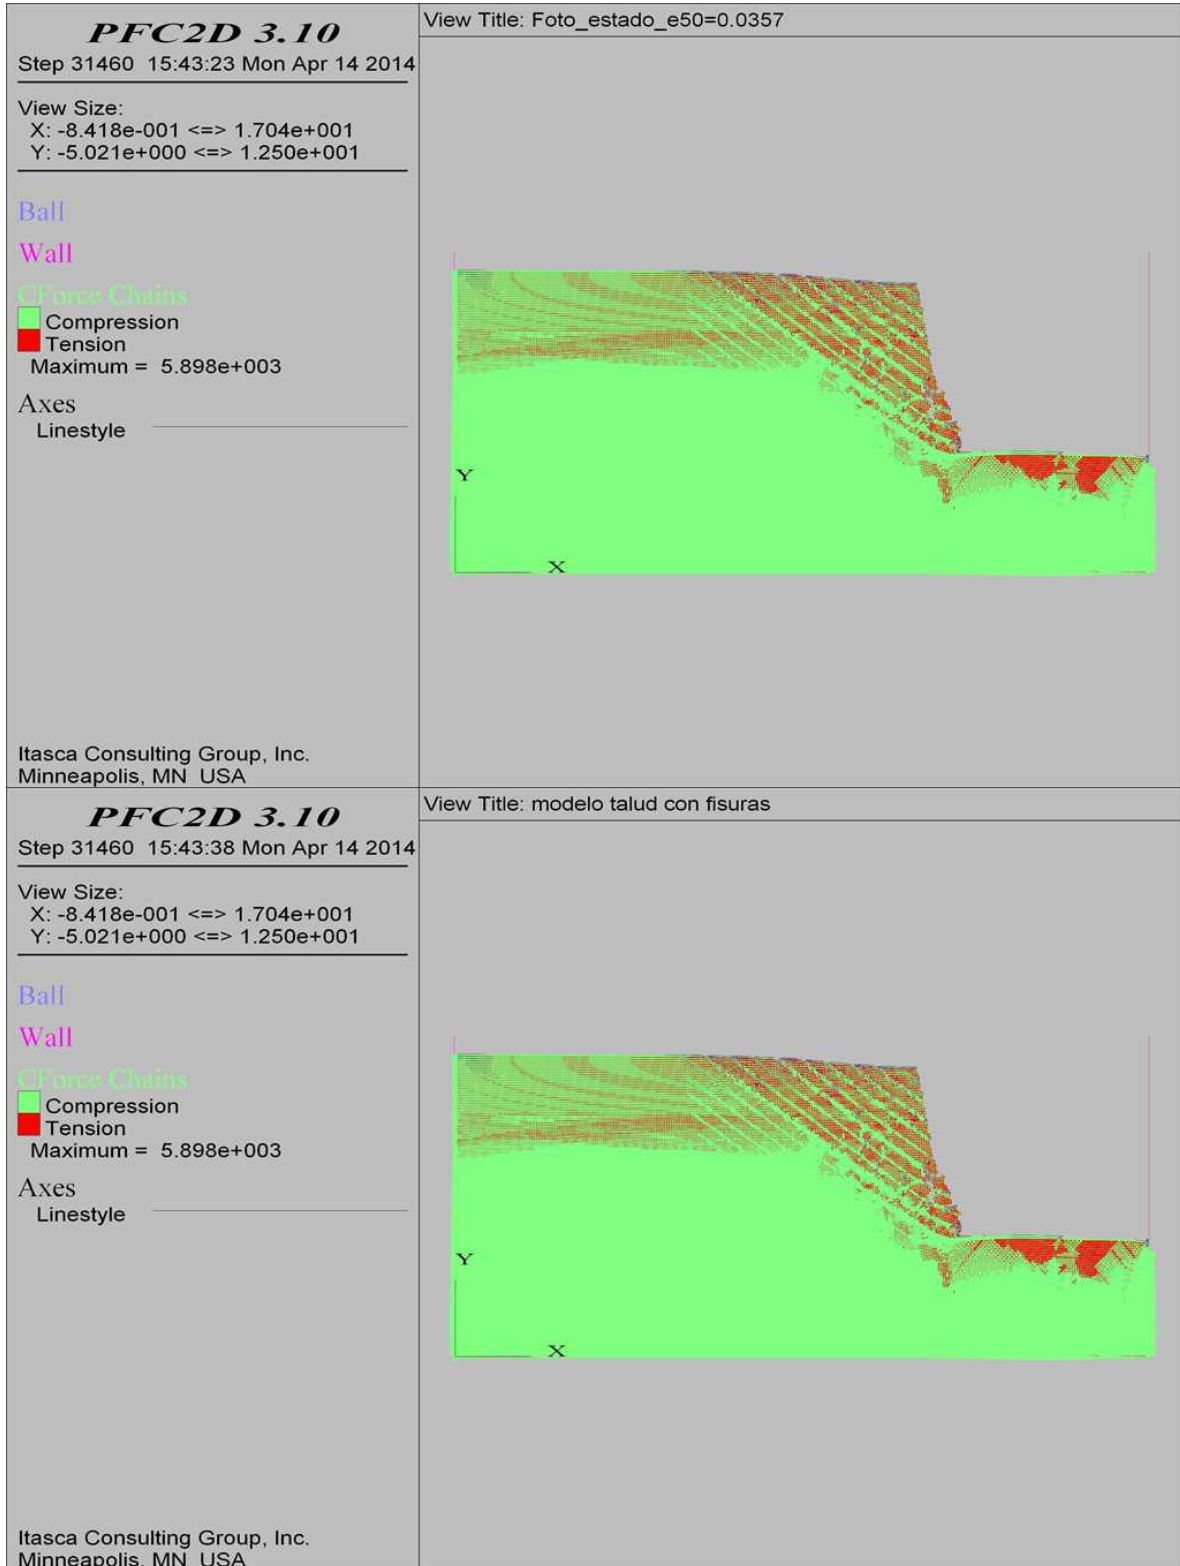 PFC2D 3.10
Step 31460 15:43:23 Mon Apr 14 2014
View Size:
X: -8.418e-001 <=> 1.704e+001
Y: -5.021e+000 <=> 1.250e+001
Ball
Wall
CForce Chains
Compression
Tension
Maximum = 5.898e+003
Axes
Linestyle
Itasca Consulting Group, Inc.
Minneapolis, MN USA
View Title: Foto_estado_e50=0.0357
Y
X
PFC2D 3.10
Step 31460 15:43:38 Mon Apr 14 2014
View Size:
X: -8.418e-001 <=> 1.704e+001
Y: -5.021e+000 <=> 1.250e+001
Ball
Wall
CForce Chains
Compression
Tension
Maximum = 5.898e+003
Axes
Linestyle
Itasca Consulting Group, Inc.
Minneapolis, MN USA
View Title: modelo talud con fisuras
Y
X